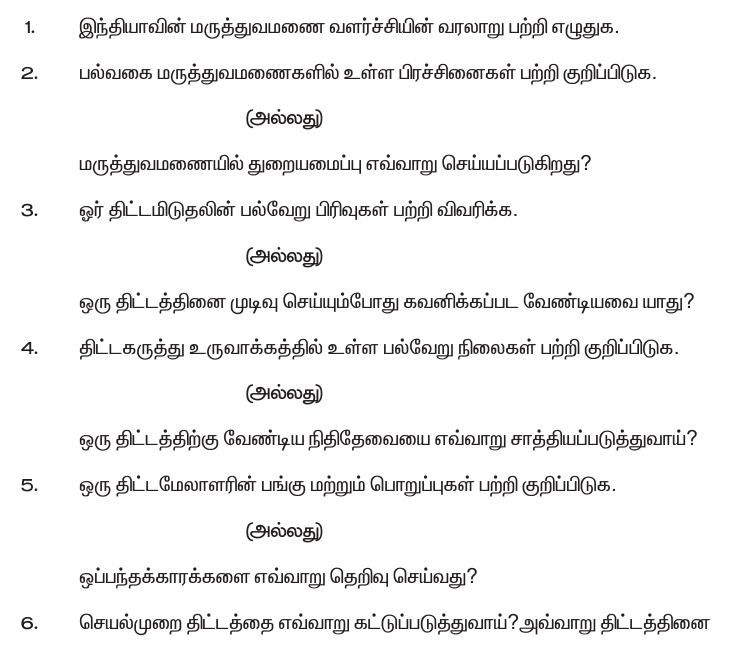 1. இந்தியாவின் மருத்துவமணை வளர்ச்சியின் வரலாறு பற்றி எழுதுக.
2. பல்வகை மருத்துவமணைகளில் உள்ள பிரச்சினைகள் பற்றி குறிப்பிடுக.
(அல்லது)
மருத்துவமணையில் துறையமைப்பு எவ்வாறு செய்யப்படுகிறது?
3. ஓர் திட்டமிடுதலின் பல்வேறு பிரிவுகள் பற்றி விவரிக்க.
(அல்லது)
ஒரு திட்டத்தினை முடிவு செய்யும்போது கவனிக்கப்பட வேண்டியவை யாது?
4. திட்டகருத்து உருவாக்கத்தில் உள்ள பல்வேறு நிலைகள் பற்றி குறிப்பிடுக.
(அல்லது)
ஒரு திட்டத்திற்கு வேண்டிய நிதிதேவையை எவ்வாறு சாத்தியப்படுத்துவாய்?
5. ஒரு திட்டமேலாளரின் பங்கு மற்றும் பொறுப்புகள் பற்றி குறிப்பிடுக.
(அல்லது)
ஒப்பந்தக்காரக்களை எவ்வாறு தெறிவு செய்வது?
6. செயல்முறை திட்டத்தை எவ்வாறு கட்டுப்படுத்துவாய்?அவ்வாறு திட்டத்தினை